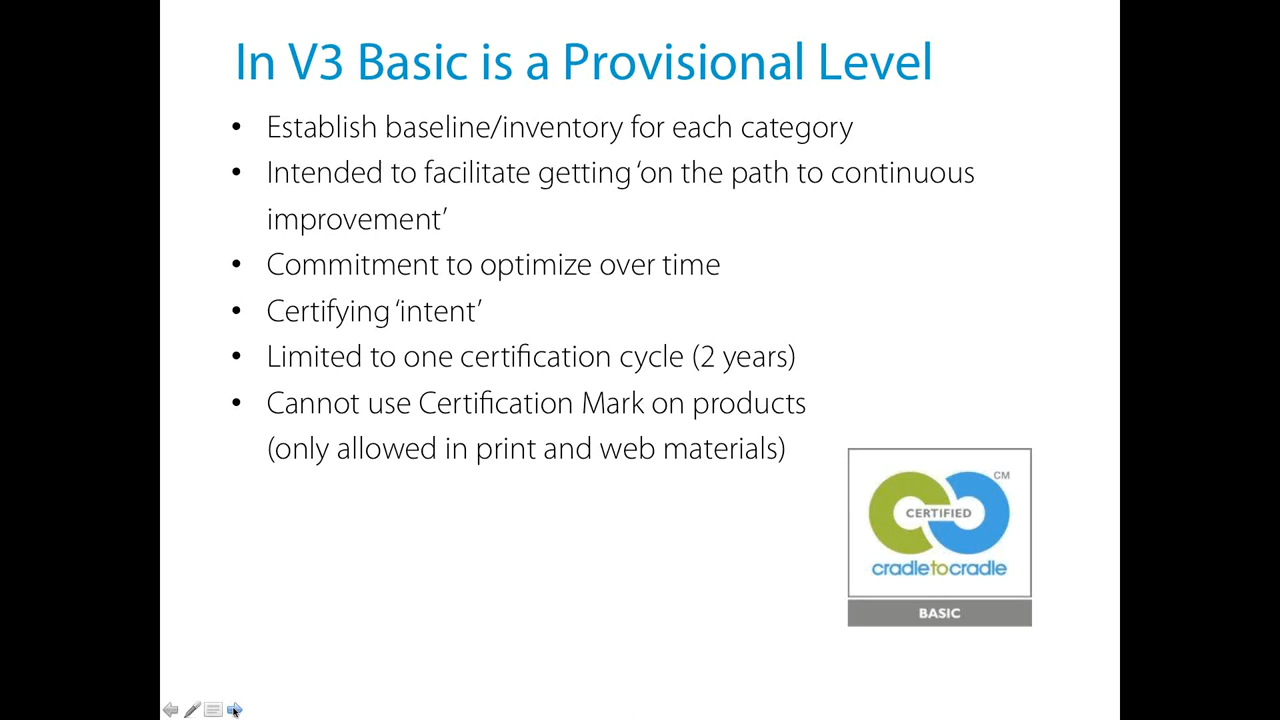 In V3 Basic is a Provisional Level
• Establish baseline/inventory for each category
• Intended to facilitate getting ‘on the path to continuous
improvement’
• Commitment to optimize over time
• Certifying ‘intent’
• Limited to one certification cycle (2 years)
• Cannot use Certification Mark on products
(only allowed in print and web materials)
CM
CERTIFIED
cradletocradle
BASIC